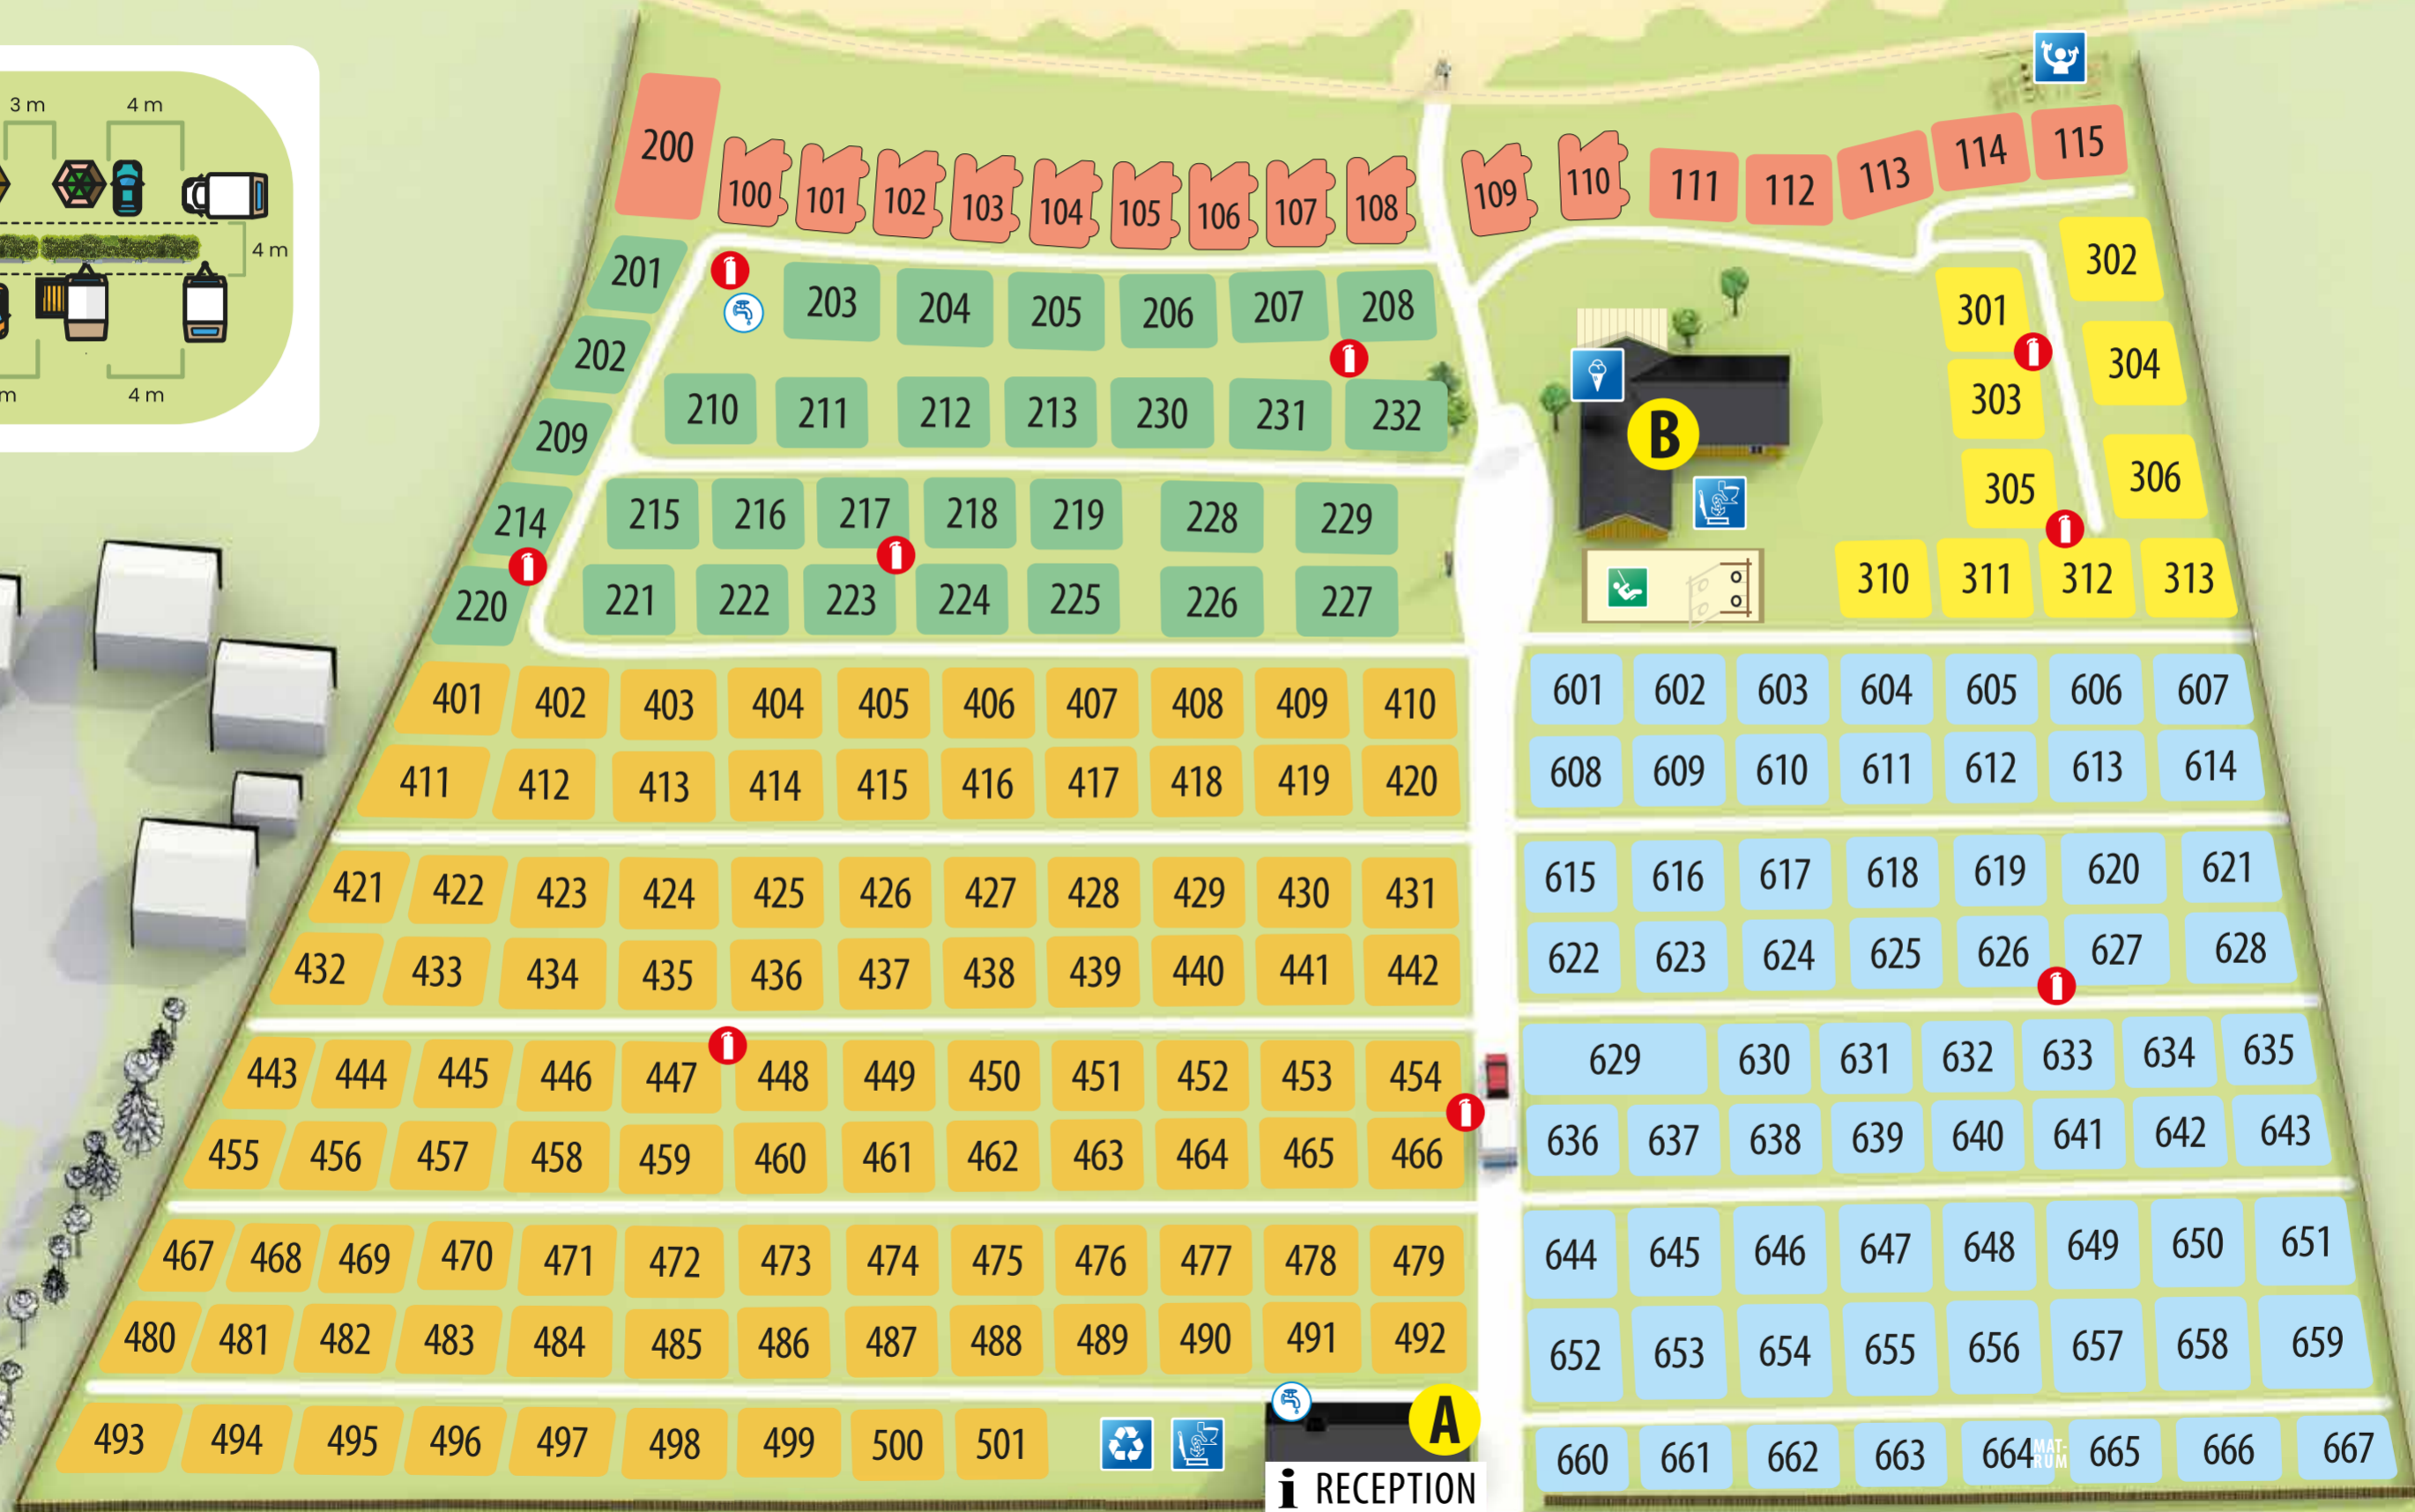 3 m 4 m
4 m
m 4 m
200 100 101 102 103 104 105 106 107 108 109 110 111 112 113 114 115
201 203 204 205 206 207 208 301 302
202 303 304
209 210 211 212 213 230 231 232 B
214 215 216 217 218 219 228 229 305 306
220 221 222 223 224 225 226 227 310 311 312 313
401 402 403 404 405 406 407 408 409 410 601 602 603 604 605 606 607
411 412 413 414 415 416 417 418 419 420 608 609 610 611 612 613 614
421 422 423 424 425 426 427 428 429 430 431 615 616 617 618 619 620 621
432 433 434 435 436 437 438 439 440 441 442 622 623 624 625 626 627 628
443 444 445 446 447 448 449 450 451 452 453 454 629 630 631 632 633 634 635
455 456 457 458 459 460 461 462 463 464 465 466 636 637 638 639 640 641 642 643
467 468 469 470 471 472 473 474 475 476 477 478 479 644 645 646 647 648 649 650 651
480 481 482 483 484 485 486 487 488 489 490 491 492 652 653 654 655 656 657 658 659
493 494 495 496 497 498 499 500 501 A 660 661 662 663 664 MAT- 665 666 667
RUM
i RECEPTION